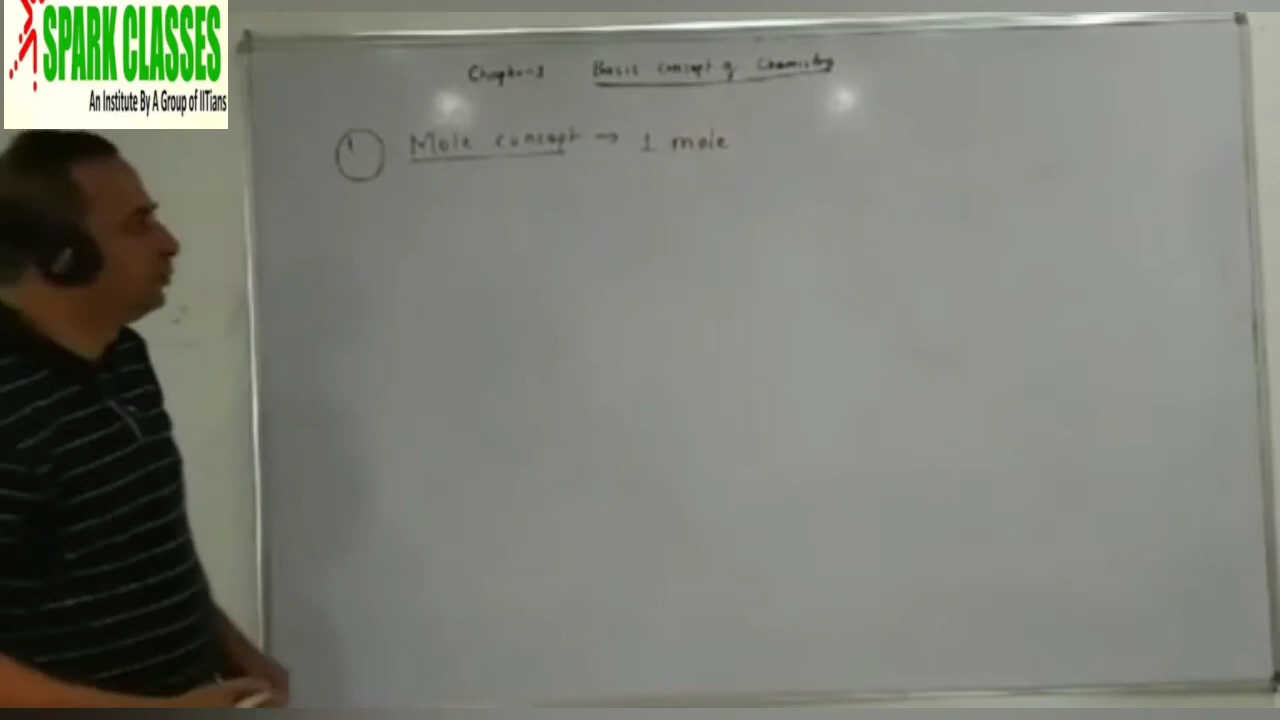 SPARK CLASSES
An Institute By A Group of IITians
Chapter-1 Basic concept of Chemistry
1 Mole concept → 1 mole